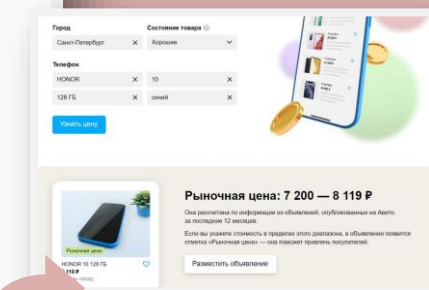 Город
Состояние товара
Санкт-Петербург
Хорошее
Телефон
HONOR
10
128 ГБ
синий
Узнать цену
Рыночная цена: 7 200 — 8 119 ₽
Она рассчитана по информации из объявлений, опубликованных на Авито
за последние 12 месяцев.
Если вы укажете стоимость в пределах этого диапазона, в объявлении появится
отметка «Рыночная цена» — она поможет привлечь покупателей.
Разместить объявление
Рыночная цена
HONOR 10 128 ГБ
назад